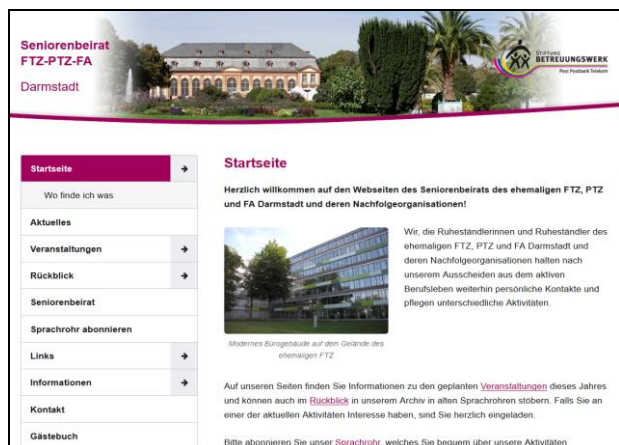 Seniorenbeirat
FTZ-PTZ-FA
Darmstadt
STIFTUNG
BETREUUNGSWERK
Post Postbank Telekom
Startseite
Wo finde ich was
Aktuelles
Veranstaltungen
Rückblick
Seniorenbeirat
Sprachrohr abonnieren
Links
Informationen
Kontakt
Gästebuch
Startseite
Herzlich willkommen auf den Webseiten des Seniorenbeirats des ehemaligen FTZ, PTZ
und FA Darmstadt und deren Nachfolgeorganisationen!
Wir, die Ruheständlerinnen und Ruheständler des
ehemaligen FTZ, PTZ und FA Darmstadt und
deren Nachfolgeorganisationen halten nach
unserem Ausscheiden aus dem aktiven
Berufsleben weiterhin persönliche Kontakte und
pflegen unterschiedliche Aktivitäten.
Modernes Bürogebäude auf dem Gelände des
ehemaligen FTZ
Auf unseren Seiten finden Sie Informationen zu den geplanten Veranstaltungen dieses Jahres
und können auch im Rückblick in unserem Archiv in alten Sprachrohren stöbern. Falls Sie an
einer der aktuellen Aktivitäten Interesse haben, sind Sie herzlich eingeladen.
Bitte abonnieren Sie unser Sprachrohr, welches Sie bequem über unsere Aktivitäten